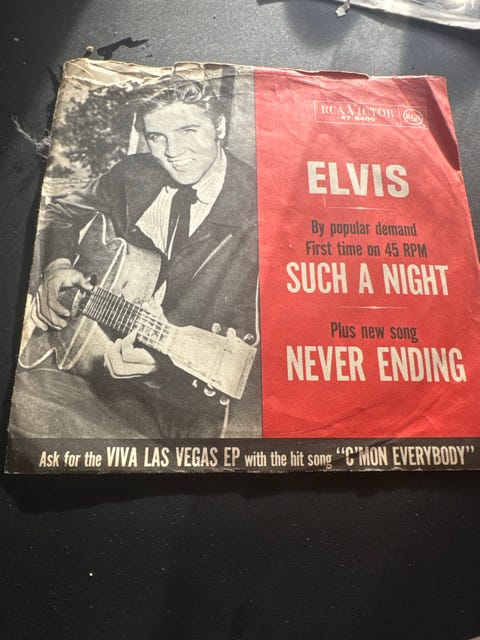 RCA VICTOR
47-8400
RCA
ELVIS
By popular demand
First time on 45 RPM
SUCH A NIGHT
Plus new song
NEVER ENDING
Ask for the VIVA LAS VEGAS EP with the hit song "C'MON EVERYBODY"